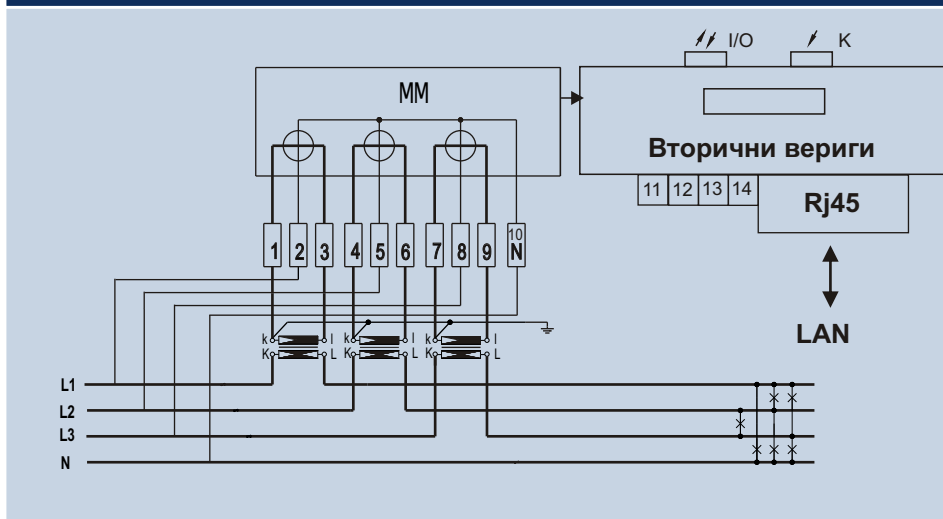 I/O K
MM
Вторични вериги
11 12 13 14
Rj45
1 2 3 4 5 6 7 8 9 10 N
LAN
k l k l k l
K L K L K L
L1
L2
L3
N